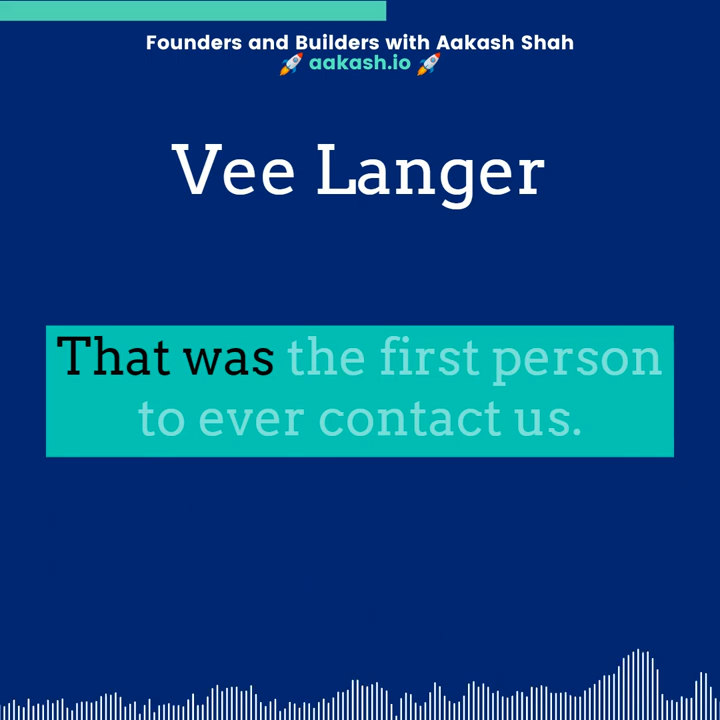 Founders and Builders with Aakash Shah
🚀 aakash.io 🚀
Vee Langer
That was the first person
to ever contact us.